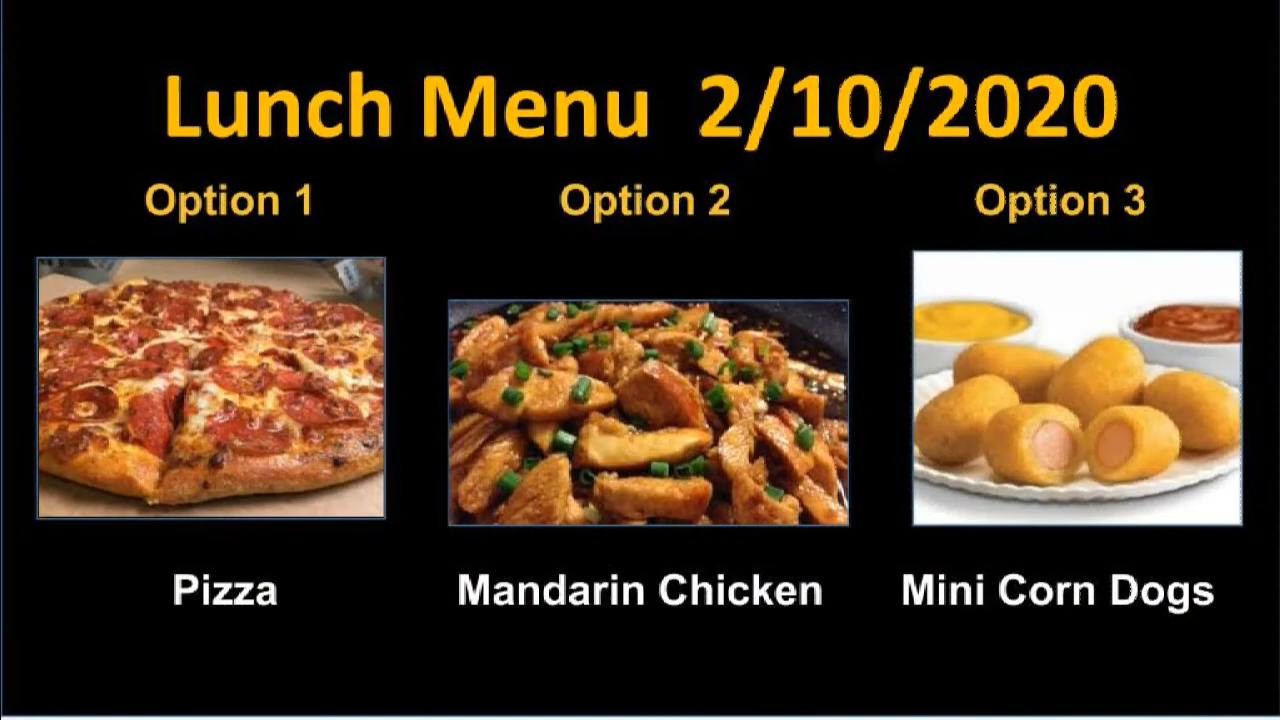 Lunch Menu 2/10/2020
Option 1 Option 2 Option 3
Pizza Mandarin Chicken Mini Corn Dogs